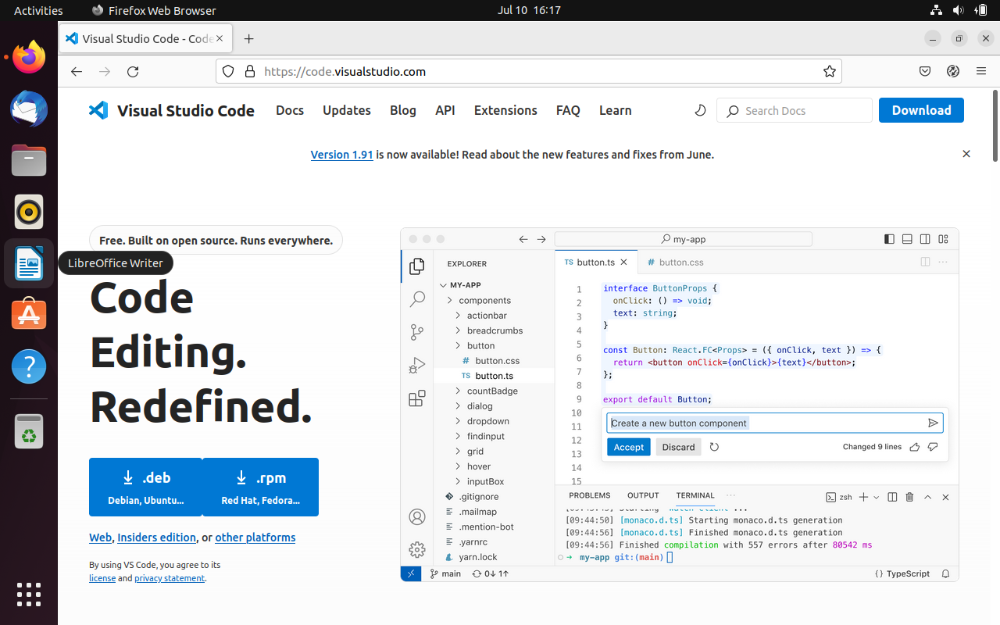 Activities
Firefox Web Browser
Jul 10 16:17
Visual Studio Code - Code
https://code.visualstudio.com
Visual Studio Code
Docs
Updates
Blog
API
Extensions
FAQ
Learn
Search Docs
Download
Version 1.91 is now available! Read about the new features and fixes from June.
Free. Built on open source. Runs everywhere.
LibreOffice Writer
Code
Editing.
Redefined.
.deb
Debian, Ubuntu...
.rpm
Red Hat, Fedora...
Web, Insiders edition, or other platforms
By using VS Code, you agree to its
license and privacy statement.
my-app
EXPLORER
MY-APP
components
actionbar
breadcrumbs
button
# button.css
TS button.ts
countBadge
dialog
dropdown
findinput
grid
hover
inputBox
.gitignore
.mailmap
.mention-bot
.yarnrc
yarn.lock
TS button.ts
# button.css
1 interface ButtonProps {
2 onClick: () => void;
3 text: string;
4 }
5
6 const Button: React.FC<Props> = ({ onClick, text }) => {
7 return <button onClick={onClick}>{text}</button>;
8 };
9
10 export default Button;
11
12
13
14
15
Create a new button component
Accept
Discard
Changed 9 lines
PROBLEMS
OUTPUT
TERMINAL
zsh
[09:44:50] [monaco.d.ts] Starting monaco.d.ts generation
[09:44:56] [monaco.d.ts] Finished monaco.d.ts generation
[09:44:56] Finished compilation with 557 errors after 80542 ms
→ my-app git:(main)
main
0↓ 1↑
{} TypeScript